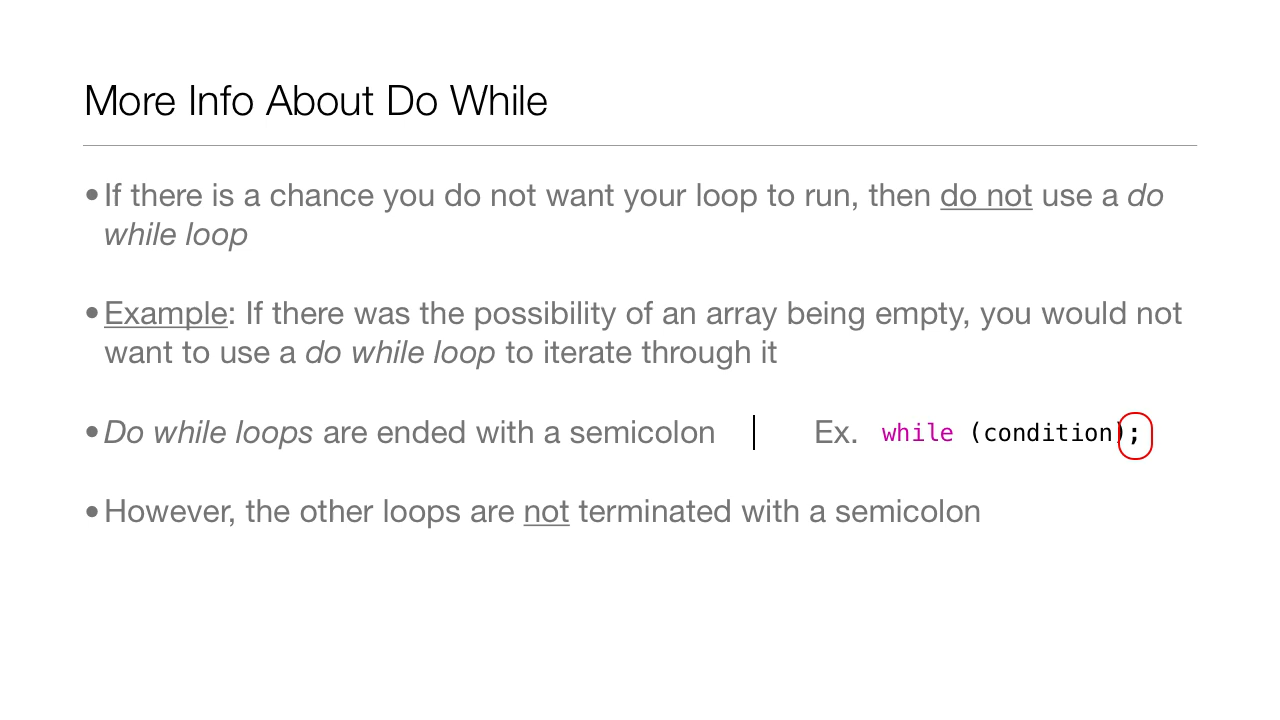 More Info About Do While
•If there is a chance you do not want your loop to run, then do not use a do
while loop
•Example: If there was the possibility of an array being empty, you would not
want to use a do while loop to iterate through it
•Do while loops are ended with a semicolon | Ex. while (condition);
•However, the other loops are not terminated with a semicolon